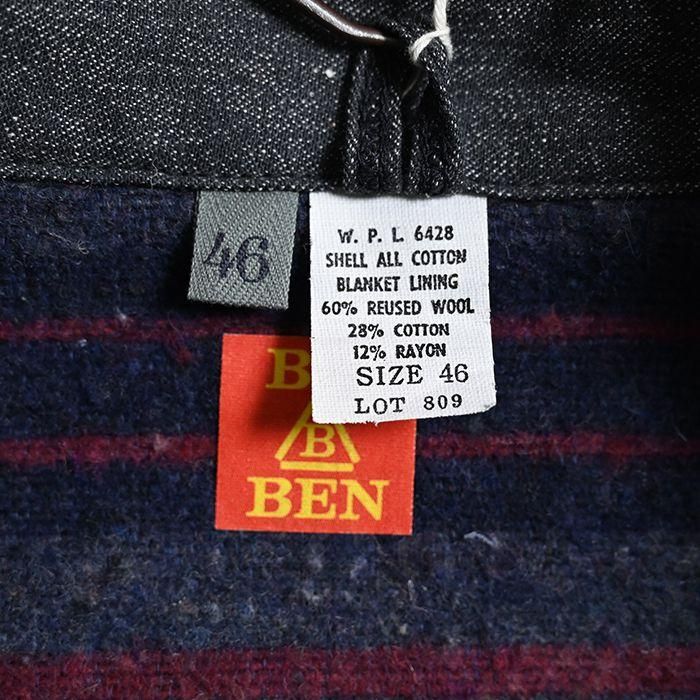 46
W. P. L. 6428
SHELL ALL COTTON
BLANKET LINING
60% REUSED WOOL
28% COTTON
12% RAYON
SIZE 46
LOT 809
B
BEN